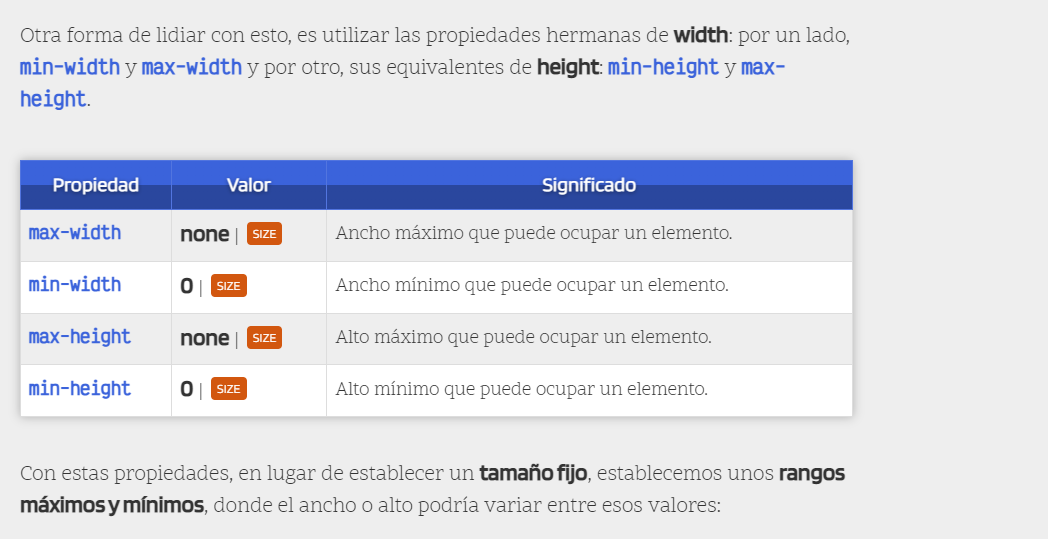 Otra forma de lidiar con esto, es utilizar las propiedades hermanas de width: por un lado,
min-width y max-width y por otro, sus equivalentes de height: min-height y max-
height.
Propiedad Valor Significado
max-width none | SIZE Ancho máximo que puede ocupar un elemento.
min-width 0 | SIZE Ancho mínimo que puede ocupar un elemento.
max-height none | SIZE Alto máximo que puede ocupar un elemento.
min-height 0 | SIZE Alto mínimo que puede ocupar un elemento.
Con estas propiedades, en lugar de establecer un tamaño fijo, establecemos unos rangos
máximos y mínimos, donde el ancho o alto podría variar entre esos valores: